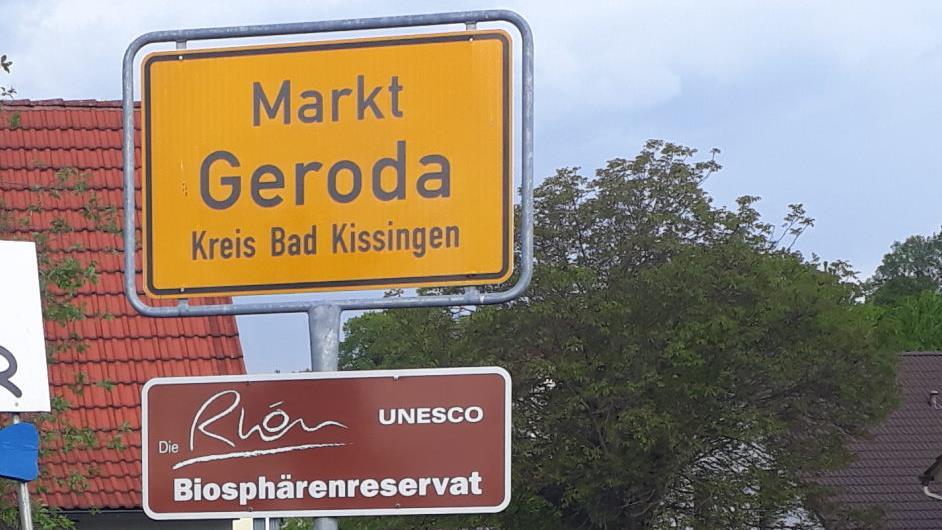 Markt
Geroda
Kreis Bad Kissingen
Die Rhön UNESCO
Biosphärenreservat